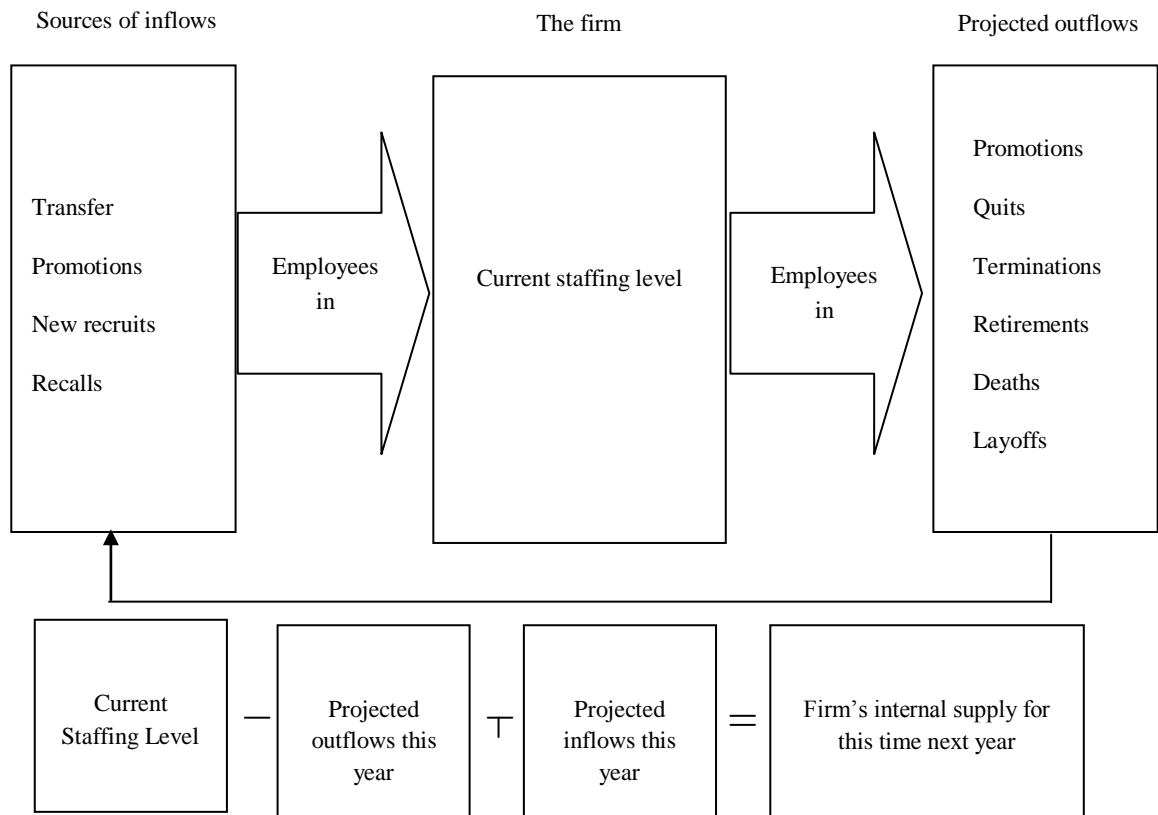 Sources of inflows
The firm
Projected outflows
Transfer
Promotions
New recruits
Recalls
Employees
in
Current staffing level
Employees
in
Promotions
Quits
Terminations
Retirements
Deaths
Layoffs
Current
Staffing Level
−
Projected
outflows this
year
+
Projected
inflows this
year
=
Firm’s internal supply for
this time next year